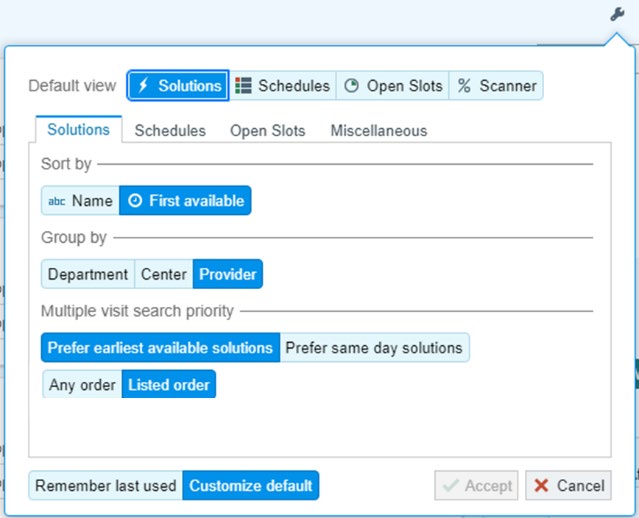 Default view Solutions Schedules Open Slots % Scanner
Solutions Schedules Open Slots Miscellaneous
Sort by
abc Name First available
Group by
Department Center Provider
Multiple visit search priority
Prefer earliest available solutions Prefer same day solutions
Any order Listed order
Remember last used Customize default Accept Cancel